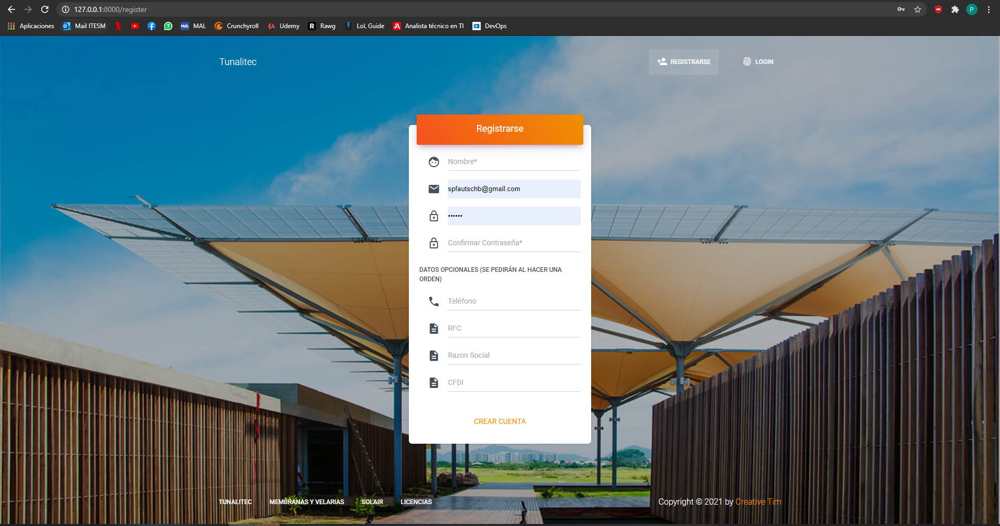 127.0.0.1:8000/register
Aplicaciones Mail ITESM MAL MAL Crunchyroll Udemy R Rawg LoL Guide Analista técnico en TI DevOps
Tunalitec
REGISTRARSE
LOGIN
Registrarse
Nombre*
spfautschb@gmail.com
••••••
Confirmar Contraseña*
DATOS OPCIONALES (SE PEDIRÁN AL HACER UNA
ORDEN)
Teléfono
RFC
Razon Social
CFDI
CREAR CUENTA
TUNALITEC MEMBRANAS Y VELARIAS SOLAIR LICENCIAS
Copyright © 2021 by Creative Tim